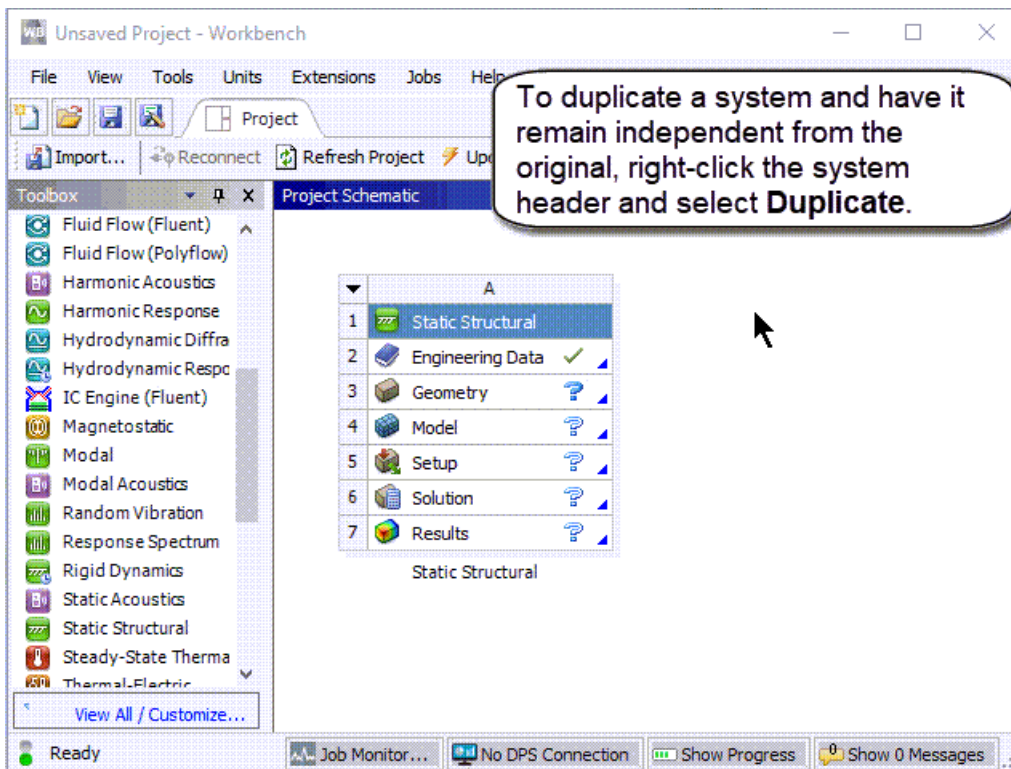 Unsaved Project - Workbench
File View Tools Units Extensions Jobs Help
Project
Import... Reconnect Refresh Project
To duplicate a system and have it
remain independent from the
original, right-click the system
header and select Duplicate.
Toolbox
Fluid Flow (Fluent)
Fluid Flow (Polyflow)
Harmonic Acoustics
Harmonic Response
Hydrodynamic Diffra
Hydrodynamic Respo
IC Engine (Fluent)
Magnetostatic
Modal
Modal Acoustics
Random Vibration
Response Spectrum
Rigid Dynamics
Static Acoustics
Static Structural
Steady-State Therma
Thermal-Electric
View All / Customize...
Project Schematic
A
1 Static Structural
2 Engineering Data
3 Geometry
4 Model
5 Setup
6 Solution
7 Results
Static Structural
Ready
Job Monitor... No DPS Connection Show Progress Show 0 Messages